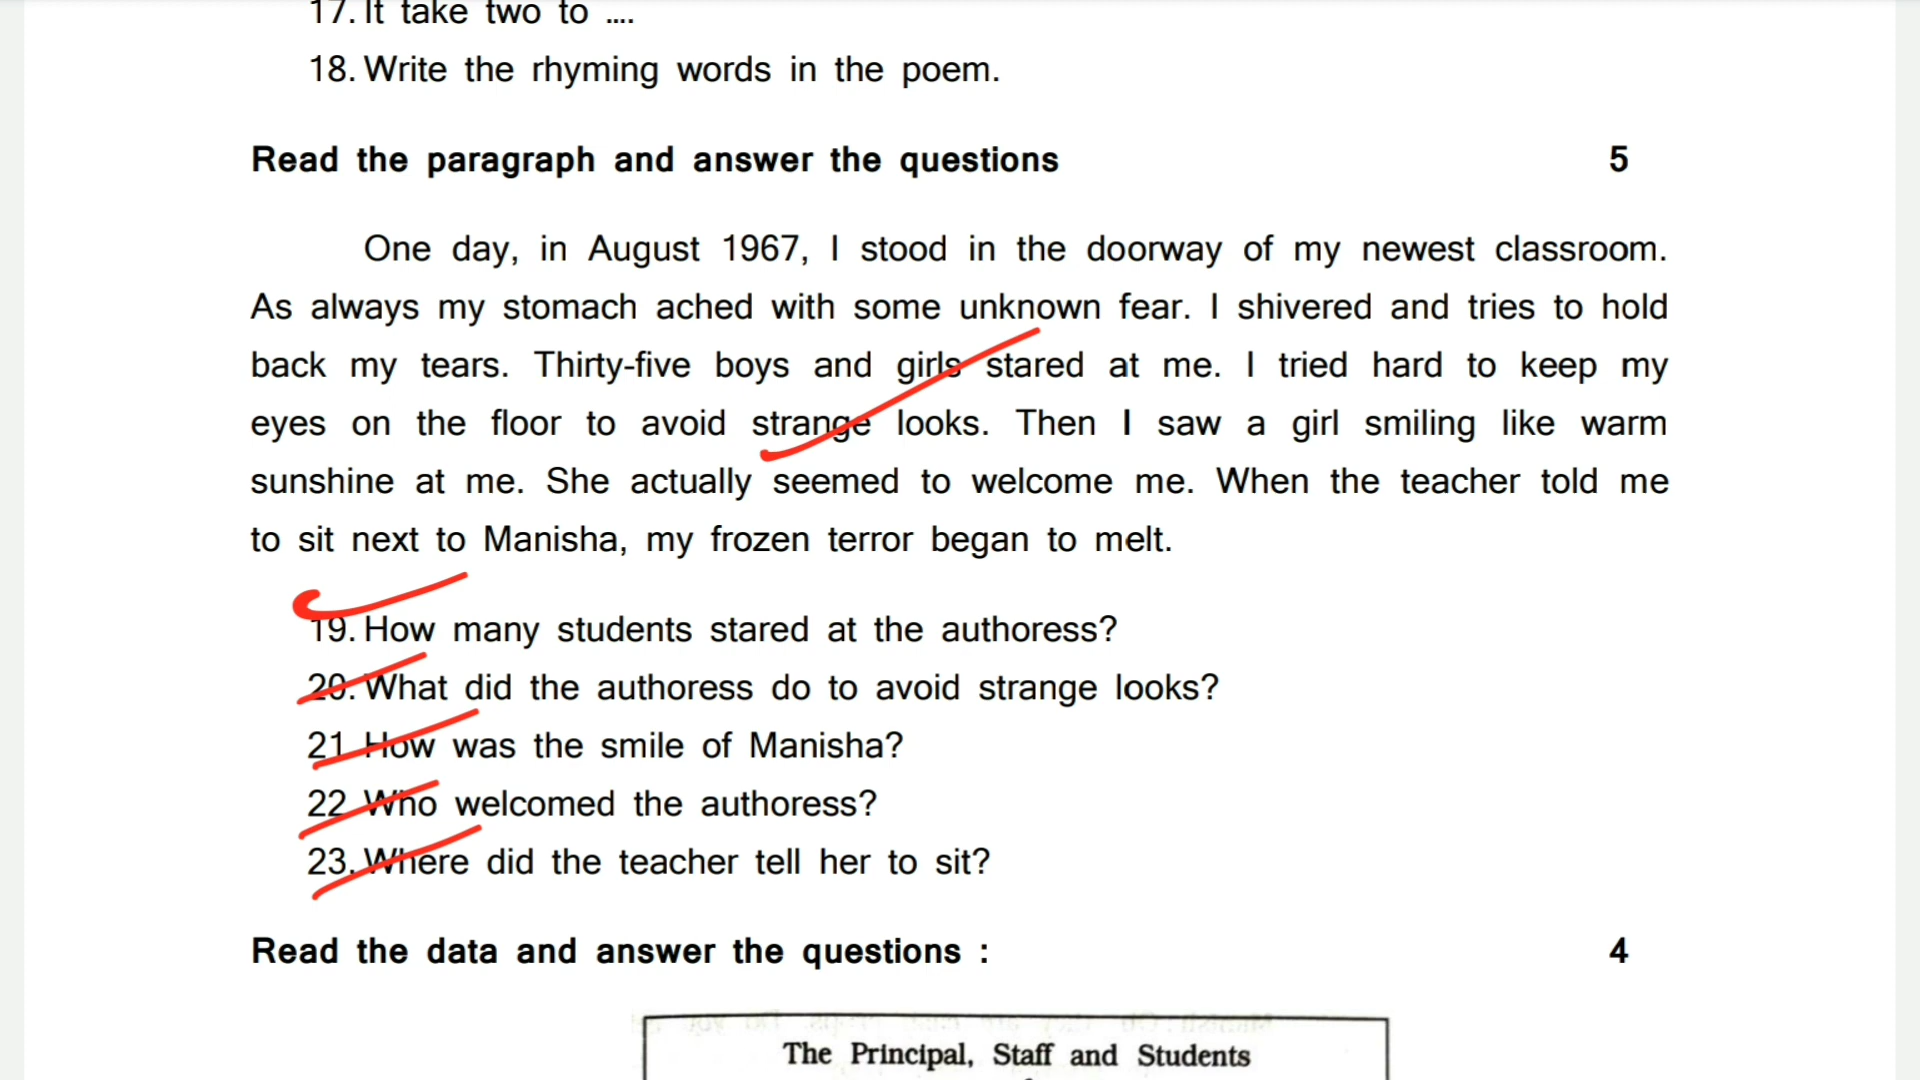 17. It take two to ....
18. Write the rhyming words in the poem.
Read the paragraph and answer the questions 5
One day, in August 1967, I stood in the doorway of my newest classroom.
As always my stomach ached with some unknown fear. I shivered and tries to hold
back my tears. Thirty-five boys and girls stared at me. I tried hard to keep my
eyes on the floor to avoid strange looks. Then I saw a girl smiling like warm
sunshine at me. She actually seemed to welcome me. When the teacher told me
to sit next to Manisha, my frozen terror began to melt.
19. How many students stared at the authoress?
20. What did the authoress do to avoid strange looks?
21. How was the smile of Manisha?
22. Who welcomed the authoress?
23. Where did the teacher tell her to sit?
Read the data and answer the questions : 4
The Principal, Staff and Students